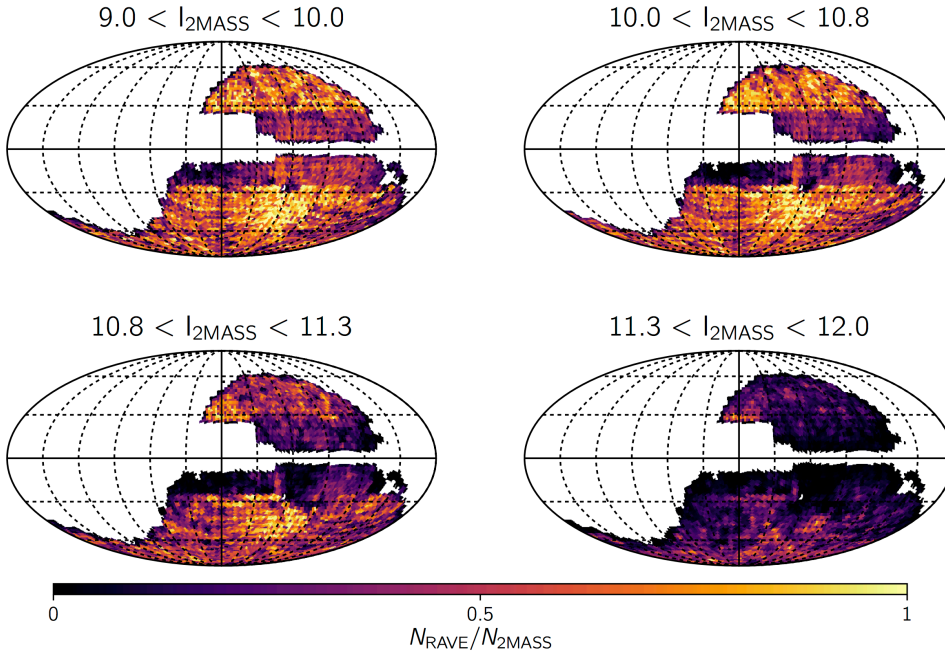 9.0 < I2MASS < 10.0
10.0 < I2MASS < 10.8
10.8 < I2MASS < 11.3
11.3 < I2MASS < 12.0
0 0.5 1
NRAVE/N2MASS